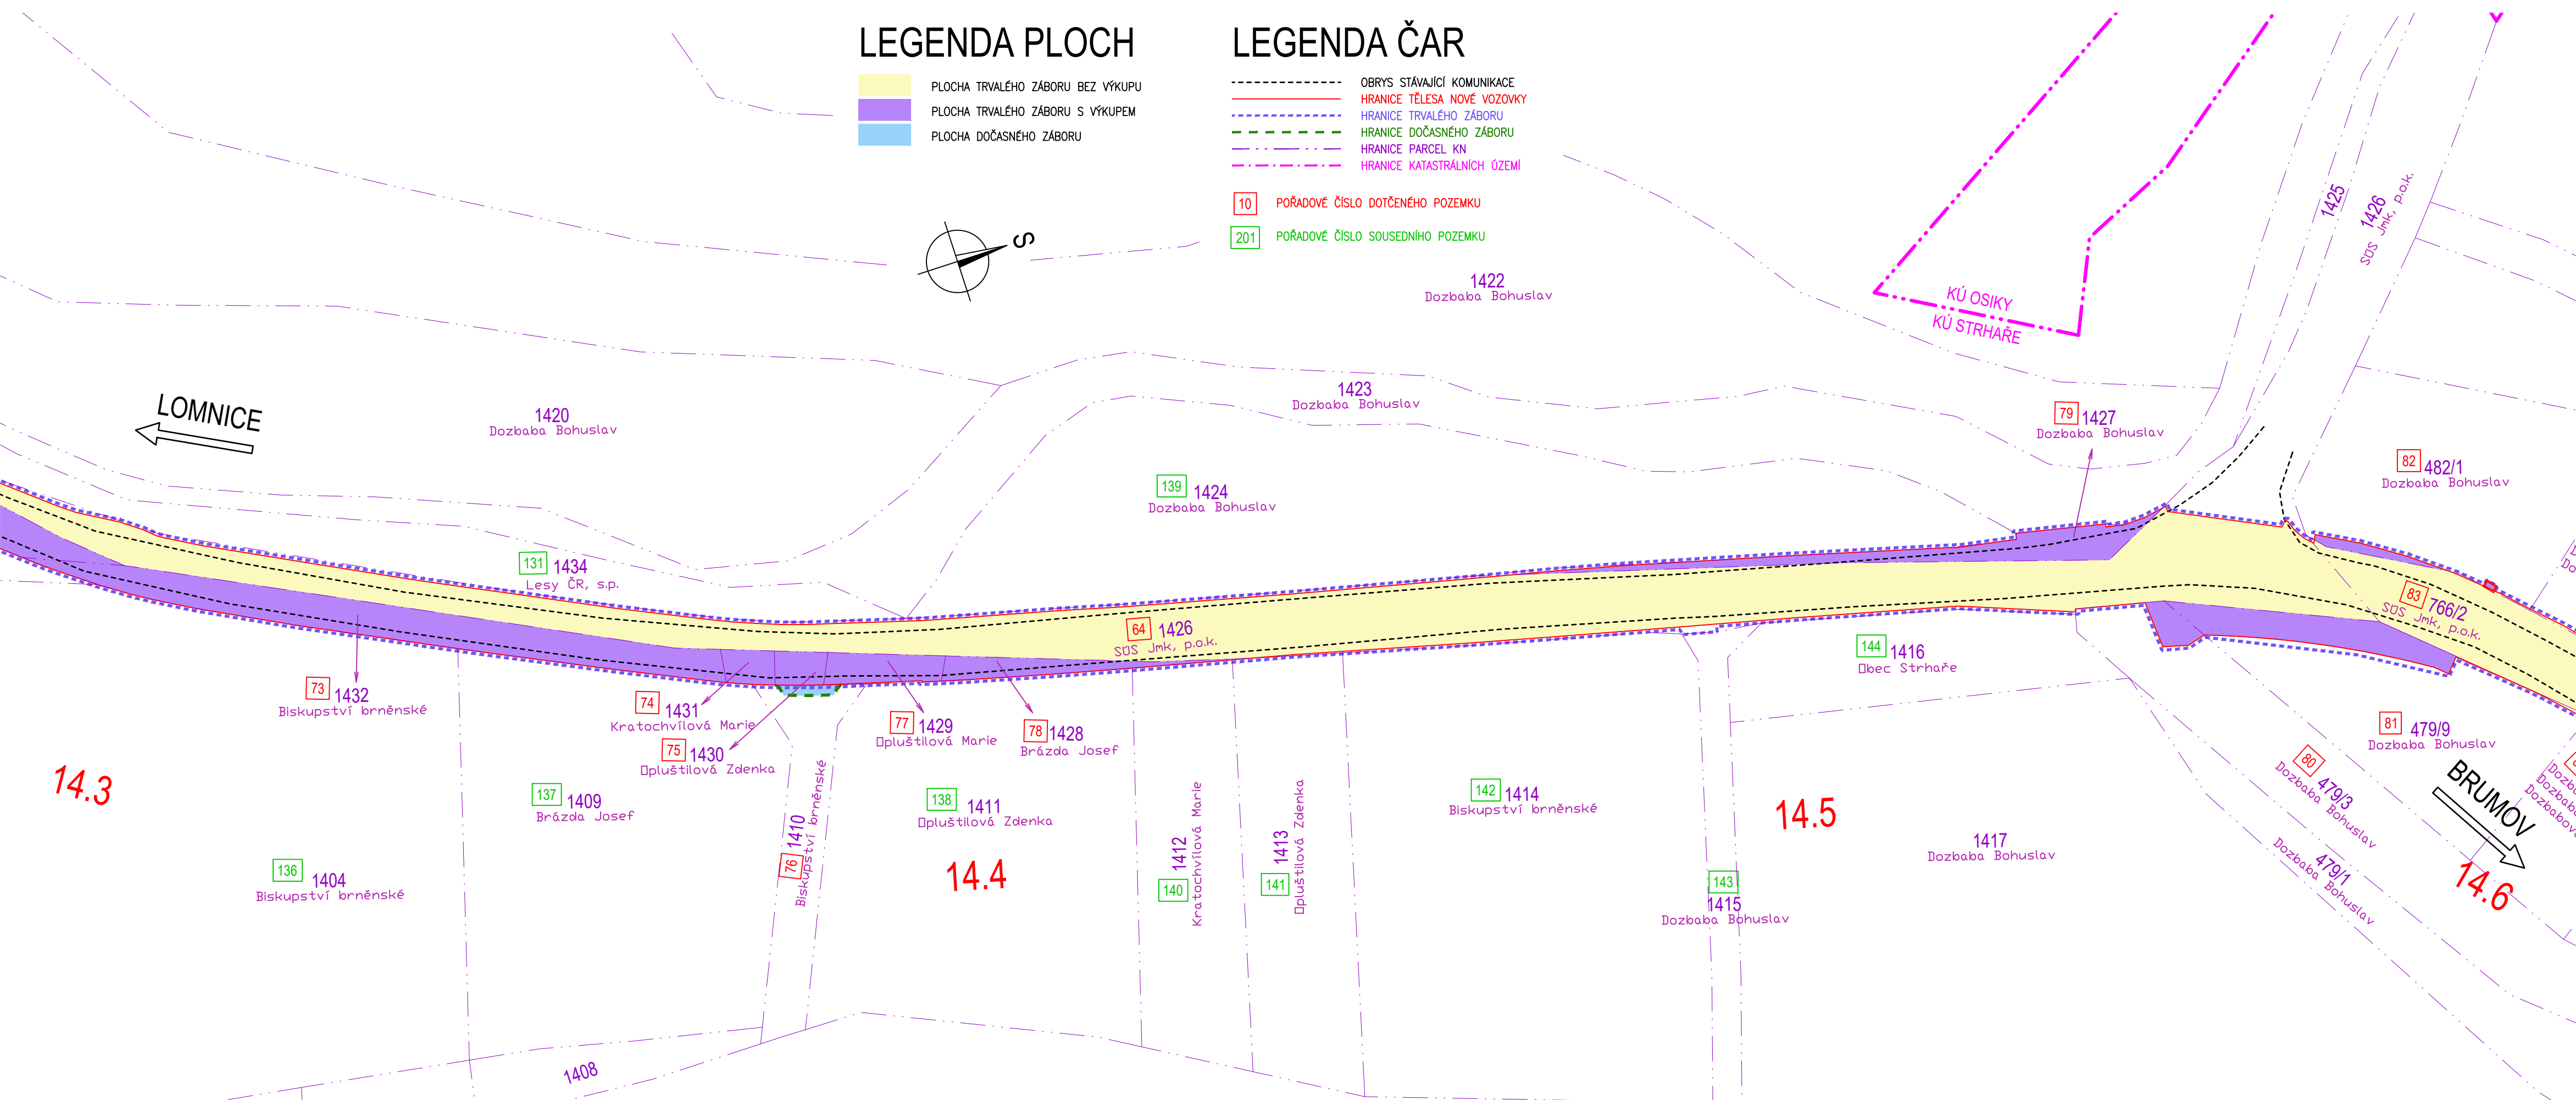 LEGENDA PLOCH
PLOCHA TRVALÉHO ZÁBORU BEZ VÝKUPU
PLOCHA TRVALÉHO ZÁBORU S VÝKUPEM
PLOCHA DOČASNÉHO ZÁBORU
LEGENDA ČAR
OBRYS STÁVAJÍCÍ KOMUNIKACE
HRANICE TĚLESA NOVÉ VOZOVKY
HRANICE TRVALÉHO ZÁBORU
HRANICE DOČASNÉHO ZÁBORU
HRANICE PARCEL KN
HRANICE KATASTRÁLNÍCH ÚZEMÍ
10 POŘADOVÉ ČÍSLO DOTČENÉHO POZEMKU
201 POŘADOVÉ ČÍSLO SOUSEDNÍHO POZEMKU
S
1422
Dozbaba Bohuslav
KÚ OSIKY
KÚ STRHAŘE
1425
1426
SÚS Jmk, p.o.k.
LOMNICE
1420
Dozbaba Bohuslav
1423
Dozbaba Bohuslav
79 1427
Dozbaba Bohuslav
139 1424
Dozbaba Bohuslav
82 482/1
Dozbaba Bohuslav
131 1434
Lesy ČR, s.p.
64 1426
SÚS Jmk, p.o.k.
83 766/2
SÚS Jmk, p.o.k.
144 1416
Obec Strhaře
73 1432
Biskupství brněnské
74 1431
Kratochvílová Marie
75 1430
Opluštilová Zdenka
77 1429
Opluštilová Marie
78 1428
Brázda Josef
81 479/9
Dozbaba Bohuslav
80 479/3
Dozbaba Bohuslav
479/1
Dozbaba Bohuslav
BRUMOV
14.3
137 1409
Brázda Josef
76 1410
Biskupství brněnské
138 1411
Opluštilová Zdenka
140 1412
Kratochvílová Marie
141 1413
Opluštilová Zdenka
142 1414
Biskupství brněnské
14.5
143
1415
Dozbaba Bohuslav
1417
Dozbaba Bohuslav
136 1404
Biskupství brněnské
14.4
14.6
1408